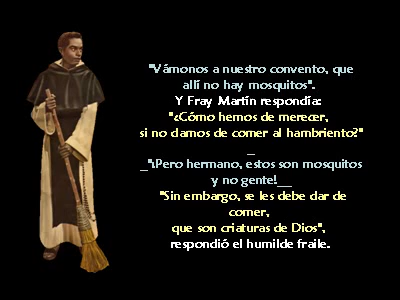 "Vámonos a nuestro convento, que
allí no hay mosquitos".
Y Fray Martín respondía:
"¿Cómo hemos de merecer,
si no damos de comer al hambriento?"
_
_"¡Pero hermano, estos son mosquitos
y no gente!__
"Sin embargo, se les debe dar de
comer,
que son criaturas de Dios",
respondió el humilde fraile.